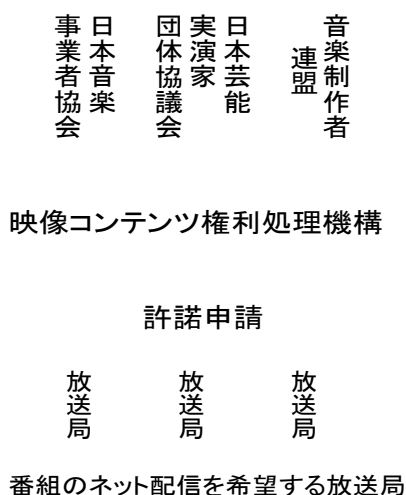 音楽制作者
連盟
日本芸能
実演家
団体協議会
日本音楽
事業者協会
映像コンテンツ権利処理機構
許諾申請
放送局
放送局
放送局
番組のネット配信を希望する放送局